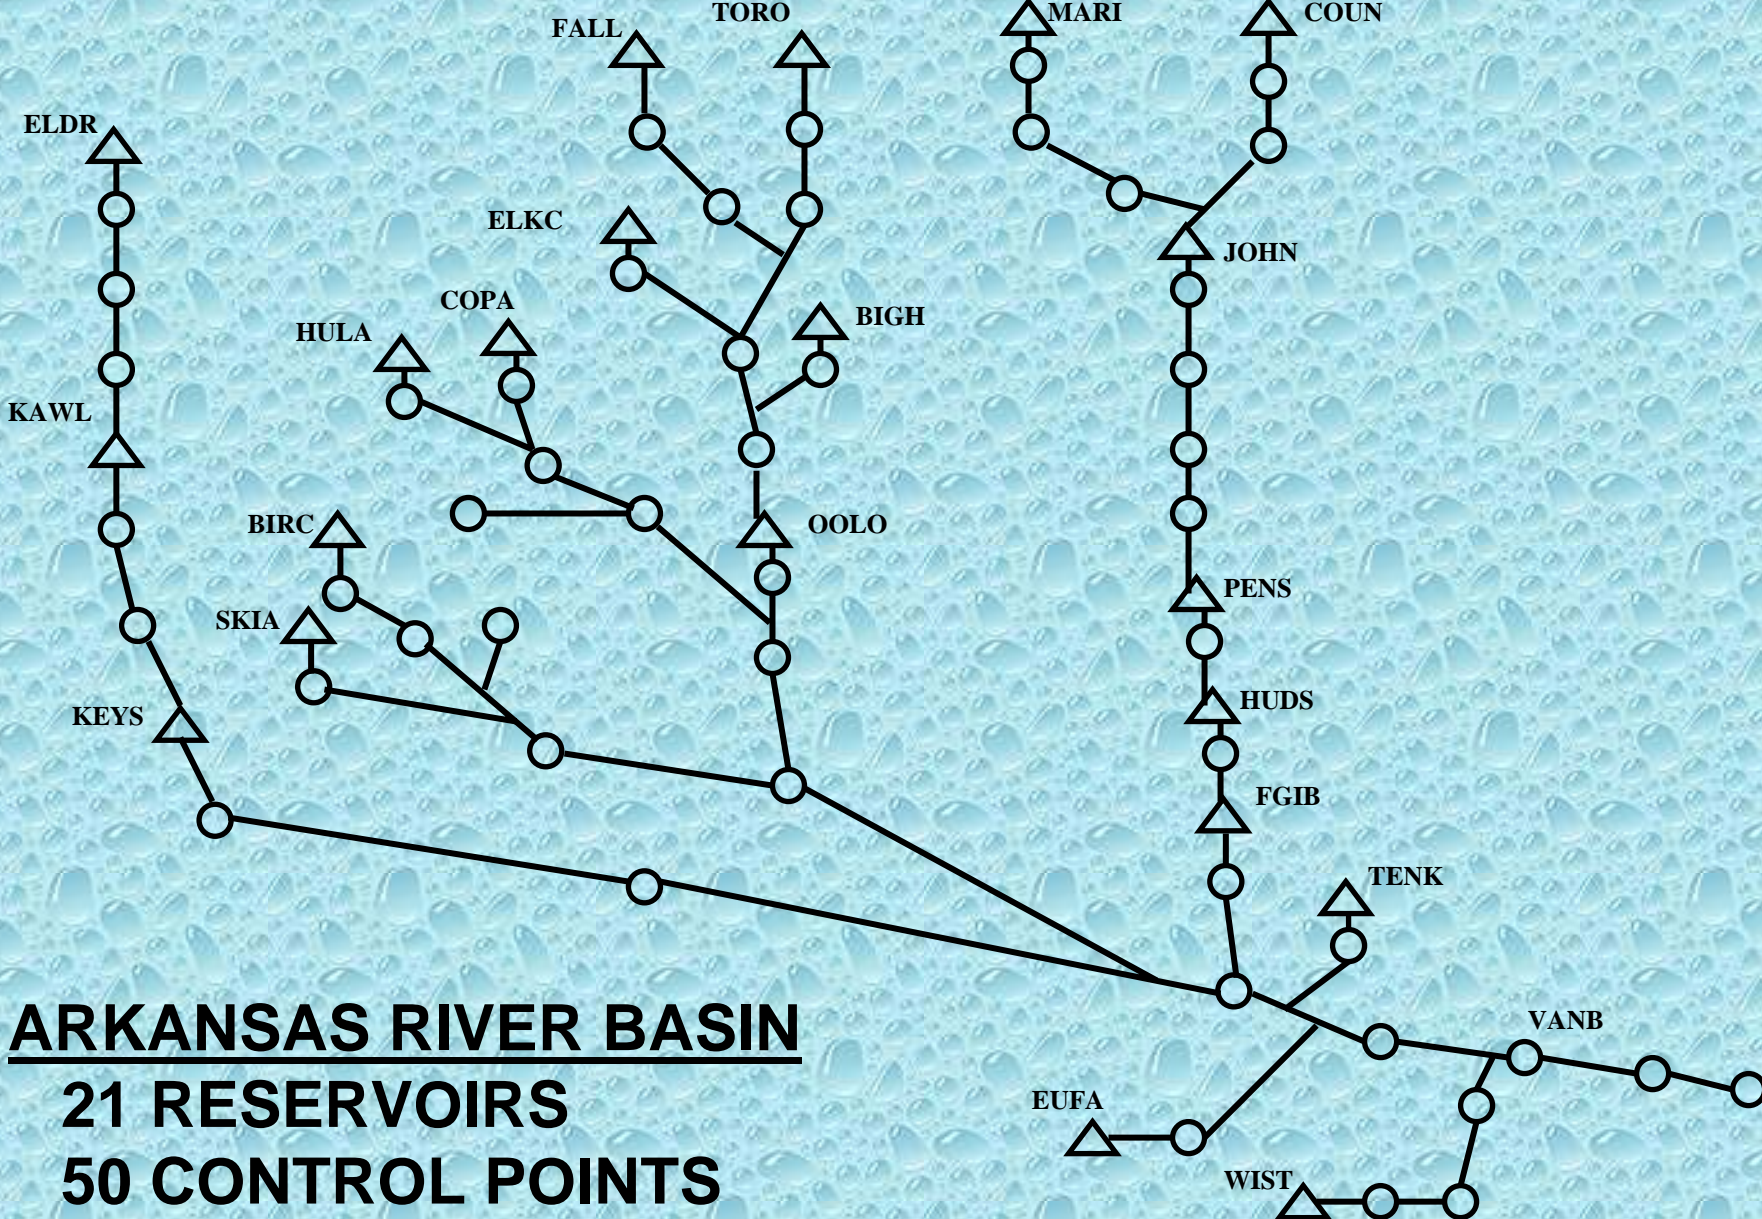 TORO
MARI
COUN
FALL
ELDR
ELKC
JOHN
COPA
BIGH
HULA
KAWL
BIRC
OOLO
PENS
SKIA
HUDS
KEYS
FGIB
TENK
VANB
EUFA
WIST
ARKANSAS RIVER BASIN
21 RESERVOIRS
50 CONTROL POINTS